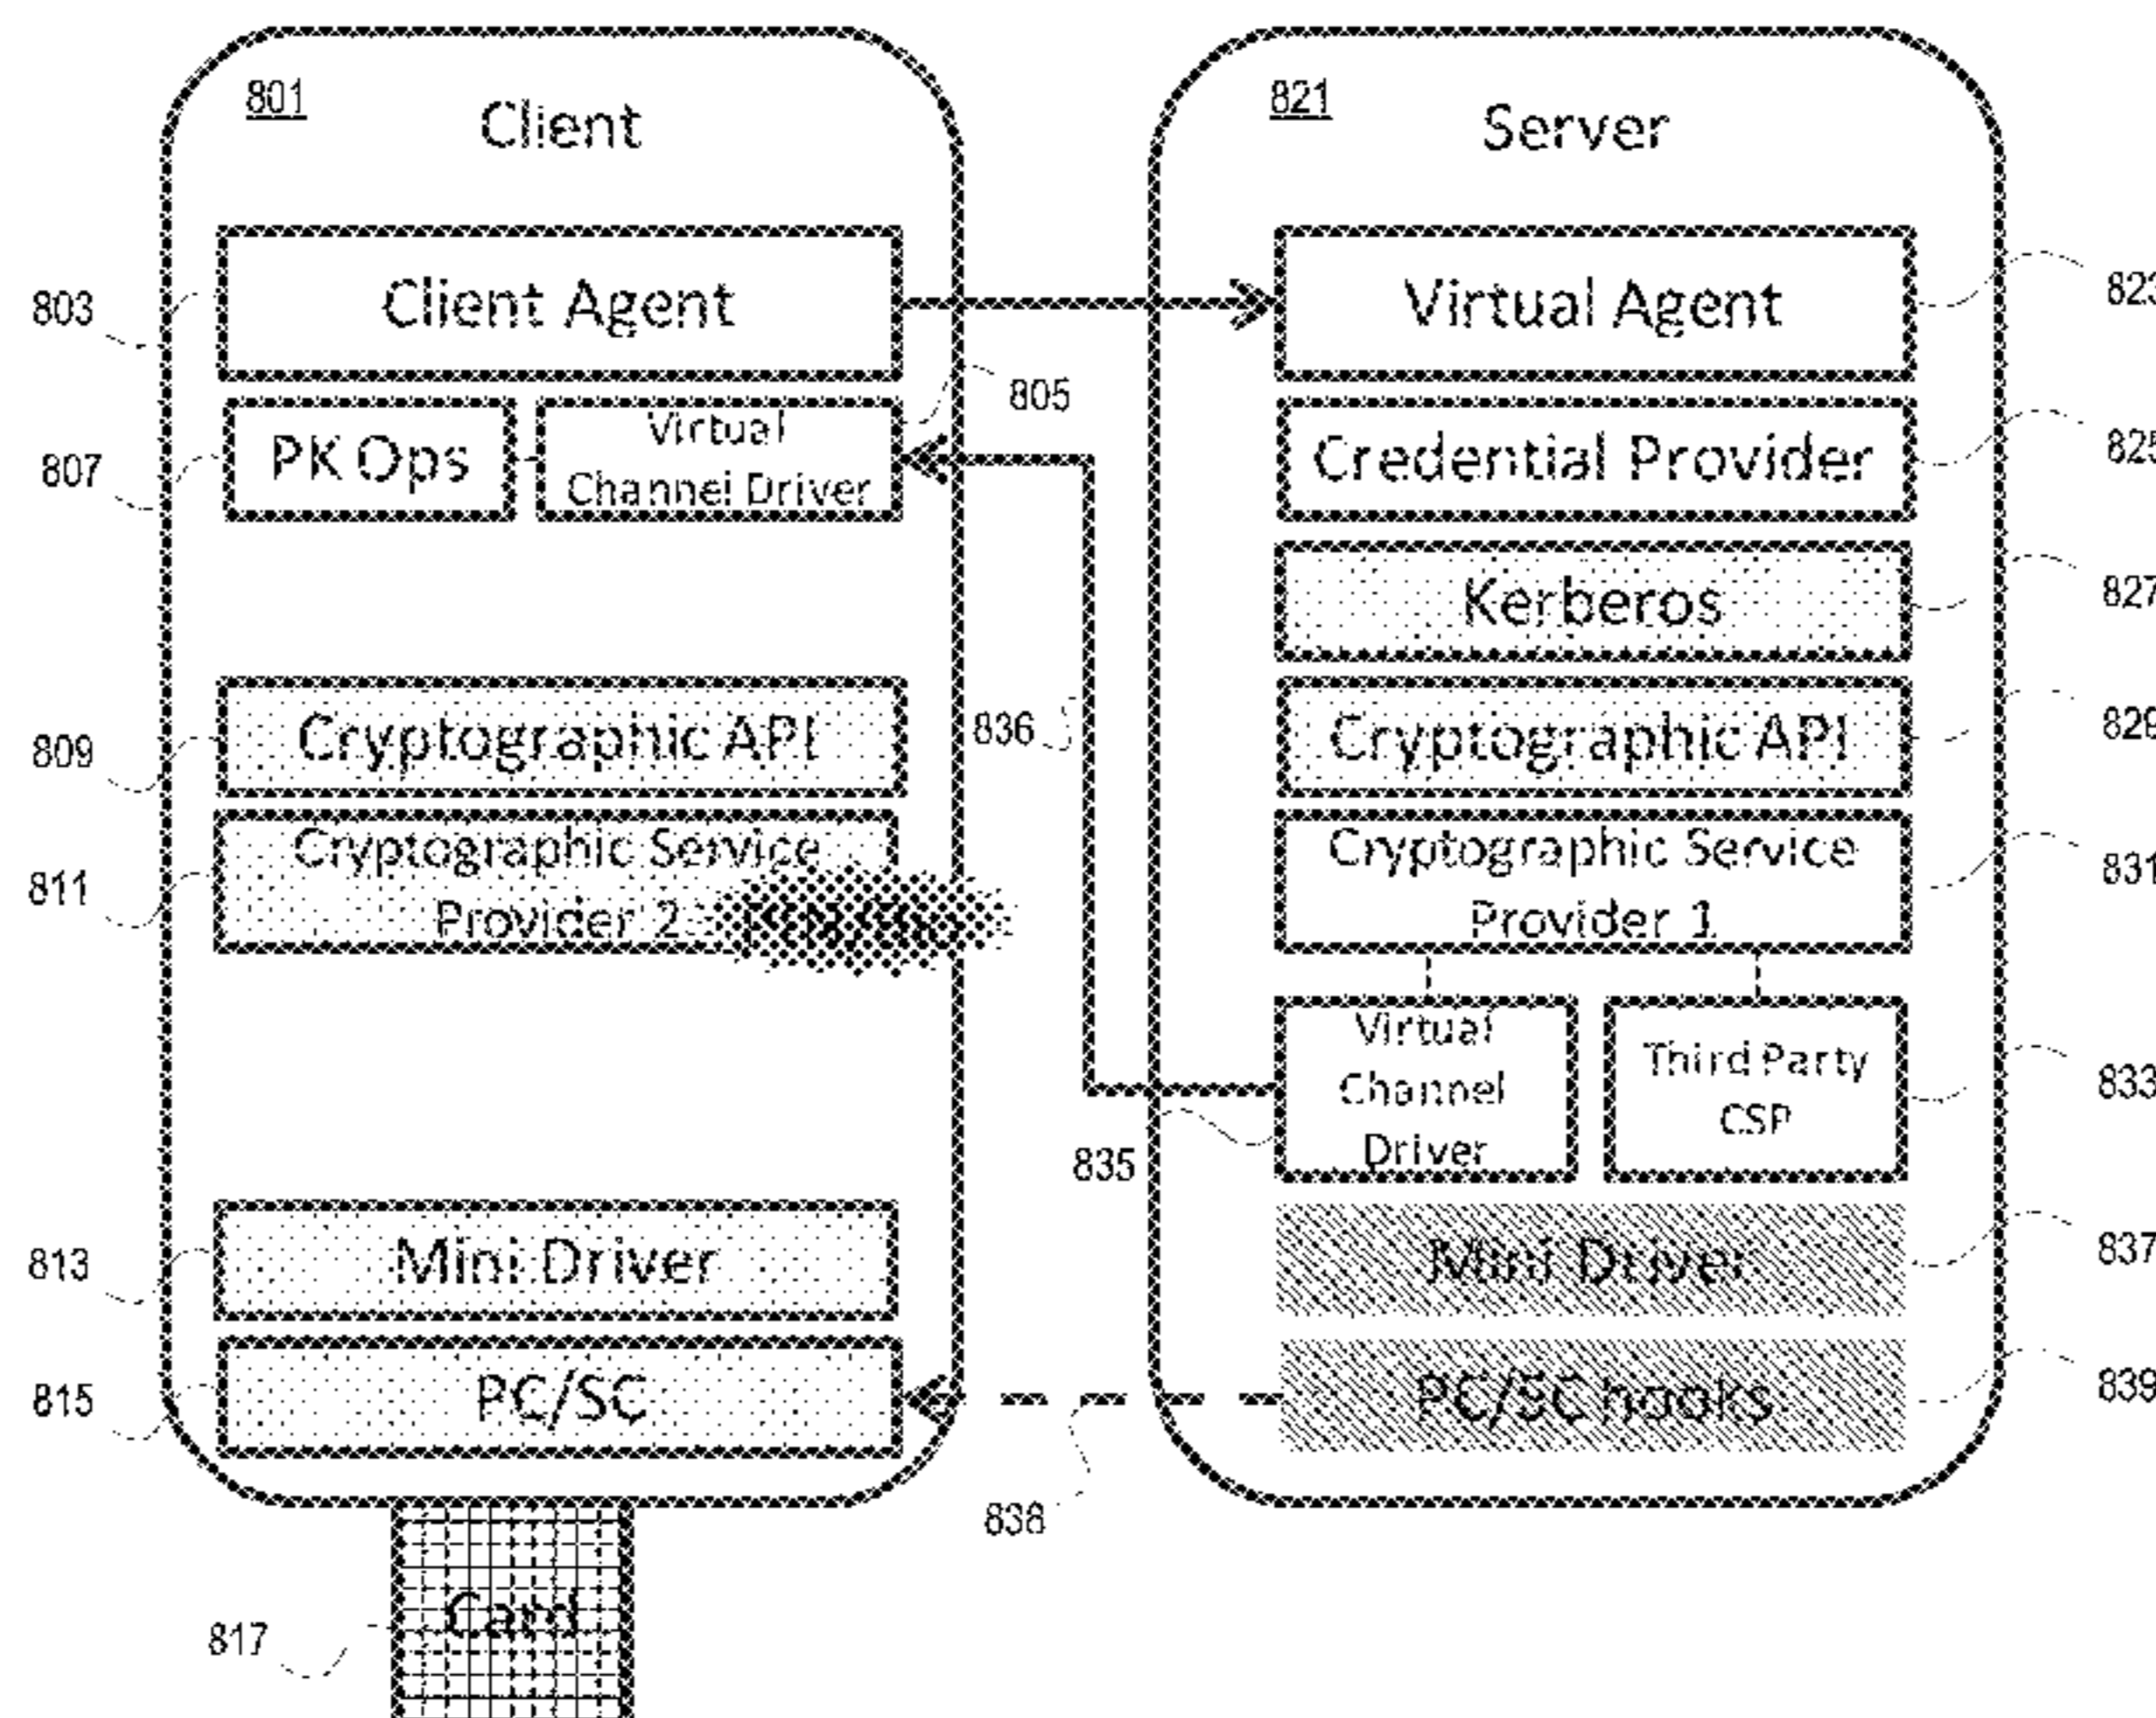 801
Client
803
Client Agent
805
807
PK Ops
Virtual
Channel Driver
809
Cryptographic API
811
Cryptographic Service
Provider 2
813
Mini Driver
815
PC/SC
817
Card
821
Server
Virtual Agent
823
Credential Provider
825
Kerberos
827
Cryptographic API
836
Cryptographic Service
Provider 1
831
Virtual
Channel
Driver
835
Third Party
CSP
833
Mini Driver
837
PC/SC hooks
839
838